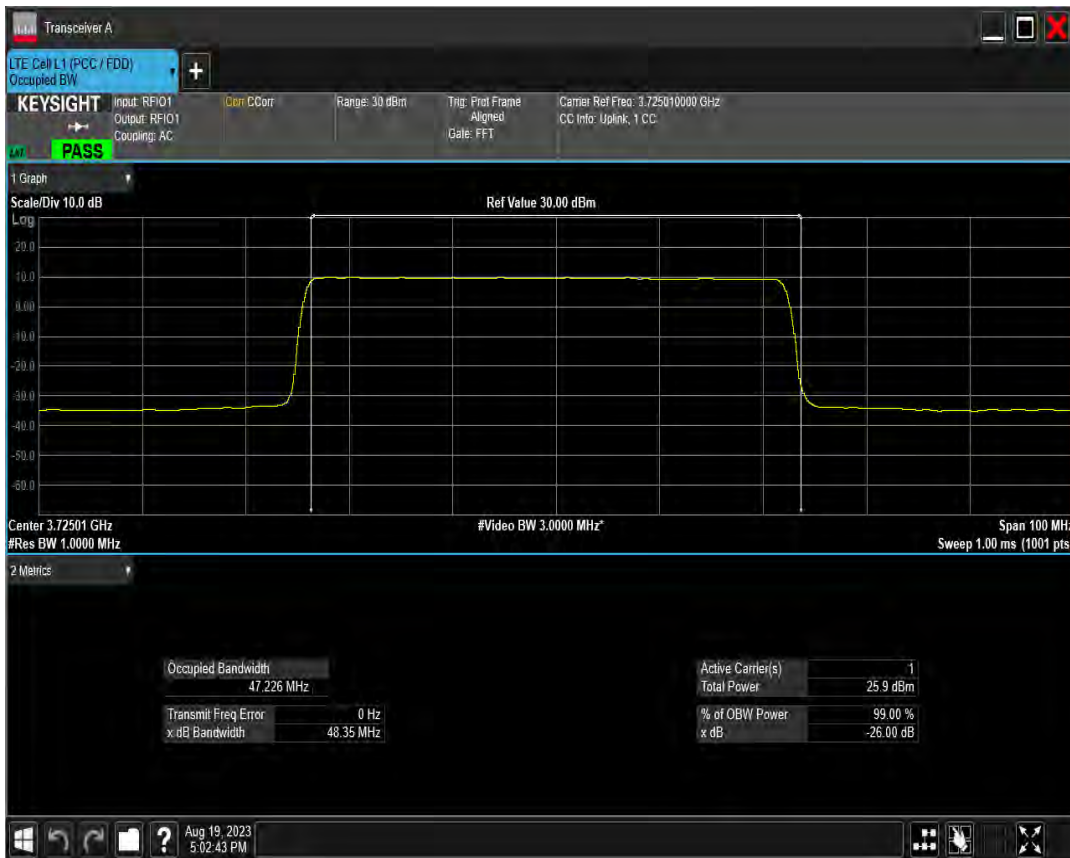 Transceiver A
LTE Cell L1 (PCC / FDD)
Occupied BW
+
KEYSIGHT
Input: RFIO1
Output: RFIO1
Coupling: AC
Corr CCorr
Range: 30 dBm
Trig: Prot Frame
Aligned
Gate: FFT
Carrier Ref Freq: 3.725010000 GHz
CC Info: Uplink, 1 CC
PASS
1 Graph
Scale/Div 10.0 dB
Ref Value 30.00 dBm
Log
20.0
10.0
0.00
-10.0
-20.0
-30.0
-40.0
-50.0
-60.0
Center 3.72501 GHz
#Video BW 3.0000 MHz*
Span 100 MHz
#Res BW 1.0000 MHz
Sweep 1.00 ms (1001 pts
2 Metrics
Occupied Bandwidth
47.226 MHz
Active Carrier(s) 1
Total Power 25.9 dBm
Transmit Freq Error 0 Hz
x dB Bandwidth 48.35 MHz
% of OBW Power 99.00 %
x dB -26.00 dB
?
Aug 19, 2023
5:02:43 PM